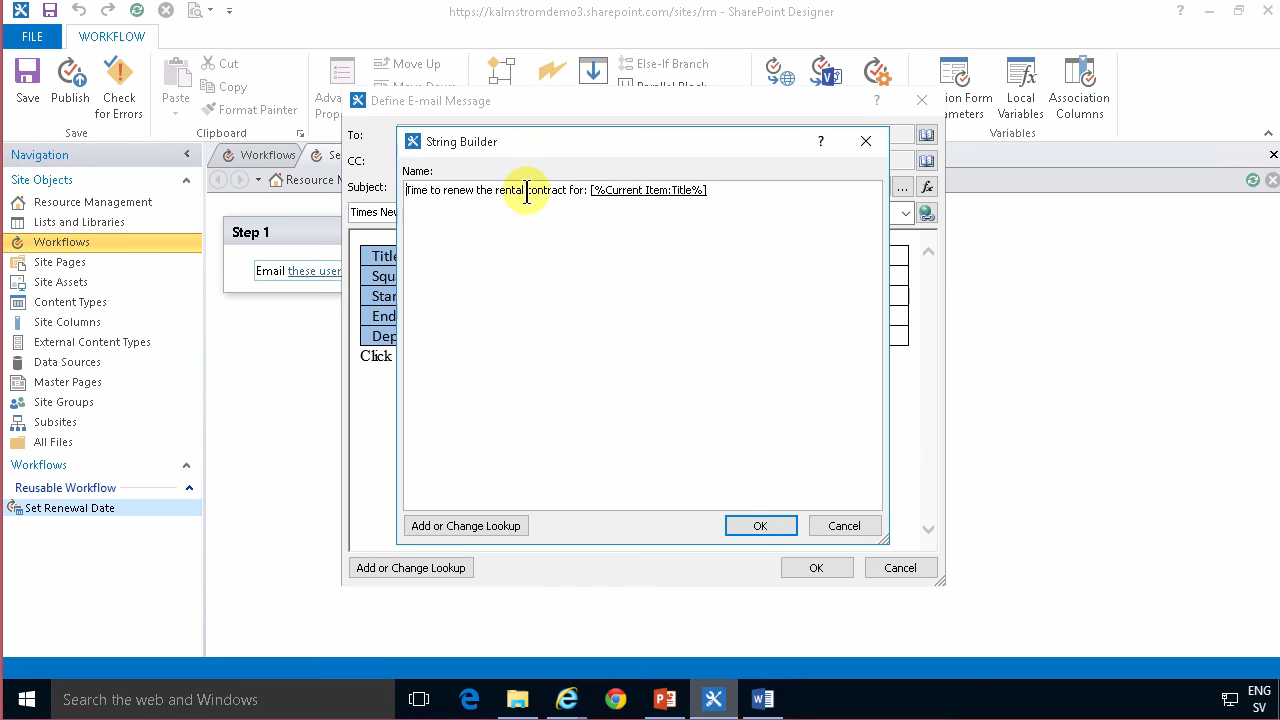 https://kalmstromdemo3.sharepoint.com/sites/rm - SharePoint Designer
FILE
WORKFLOW
Save
Publish
Check for Errors
Save
Paste
Cut
Copy
Format Painter
Clipboard
Move Up
Else-If Branch
Local Variables
Association Columns
Variables
Define E-mail Message
To:
CC:
Subject:
String Builder
Name:
Time to renew the rental contract for: [%Current Item:Title%]
Add or Change Lookup
OK
Cancel
Add or Change Lookup
OK
Cancel
Navigation
Site Objects
Resource Management
Lists and Libraries
Workflows
Site Pages
Site Assets
Content Types
Site Columns
External Content Types
Data Sources
Master Pages
Site Groups
Subsites
All Files
Workflows
Reusable Workflow
Set Renewal Date
Workflows
Resource
Step 1
Email these user
Click
Search the web and Windows
ENG
SV